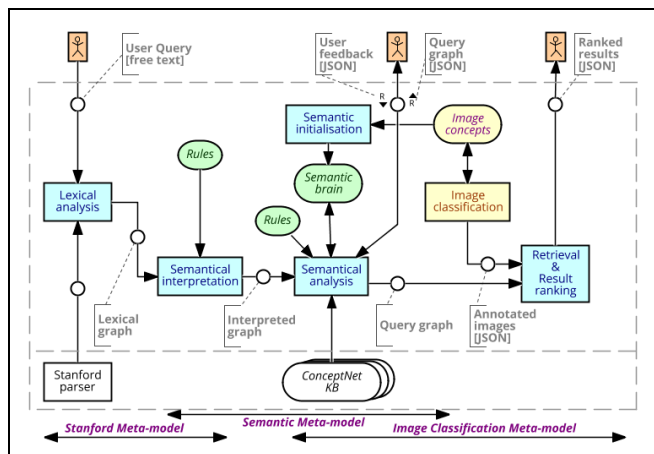 User Query
[free text]
User
feedback
[JSON]
Query
graph
[JSON]
Ranked
results
[JSON]
R
R
Semantic
initialisation
Image
concepts
Rules
Semantic
brain
Lexical
analysis
Image
classification
Rules
Semantical
interpretation
Semantical
analysis
Retrieval
&
Result
ranking
Lexical
graph
Interpreted
graph
Query graph
Annotated
images
[JSON]
Stanford
parser
ConceptNet
KB
Stanford Meta-model
Semantic Meta-model
Image Classification Meta-model